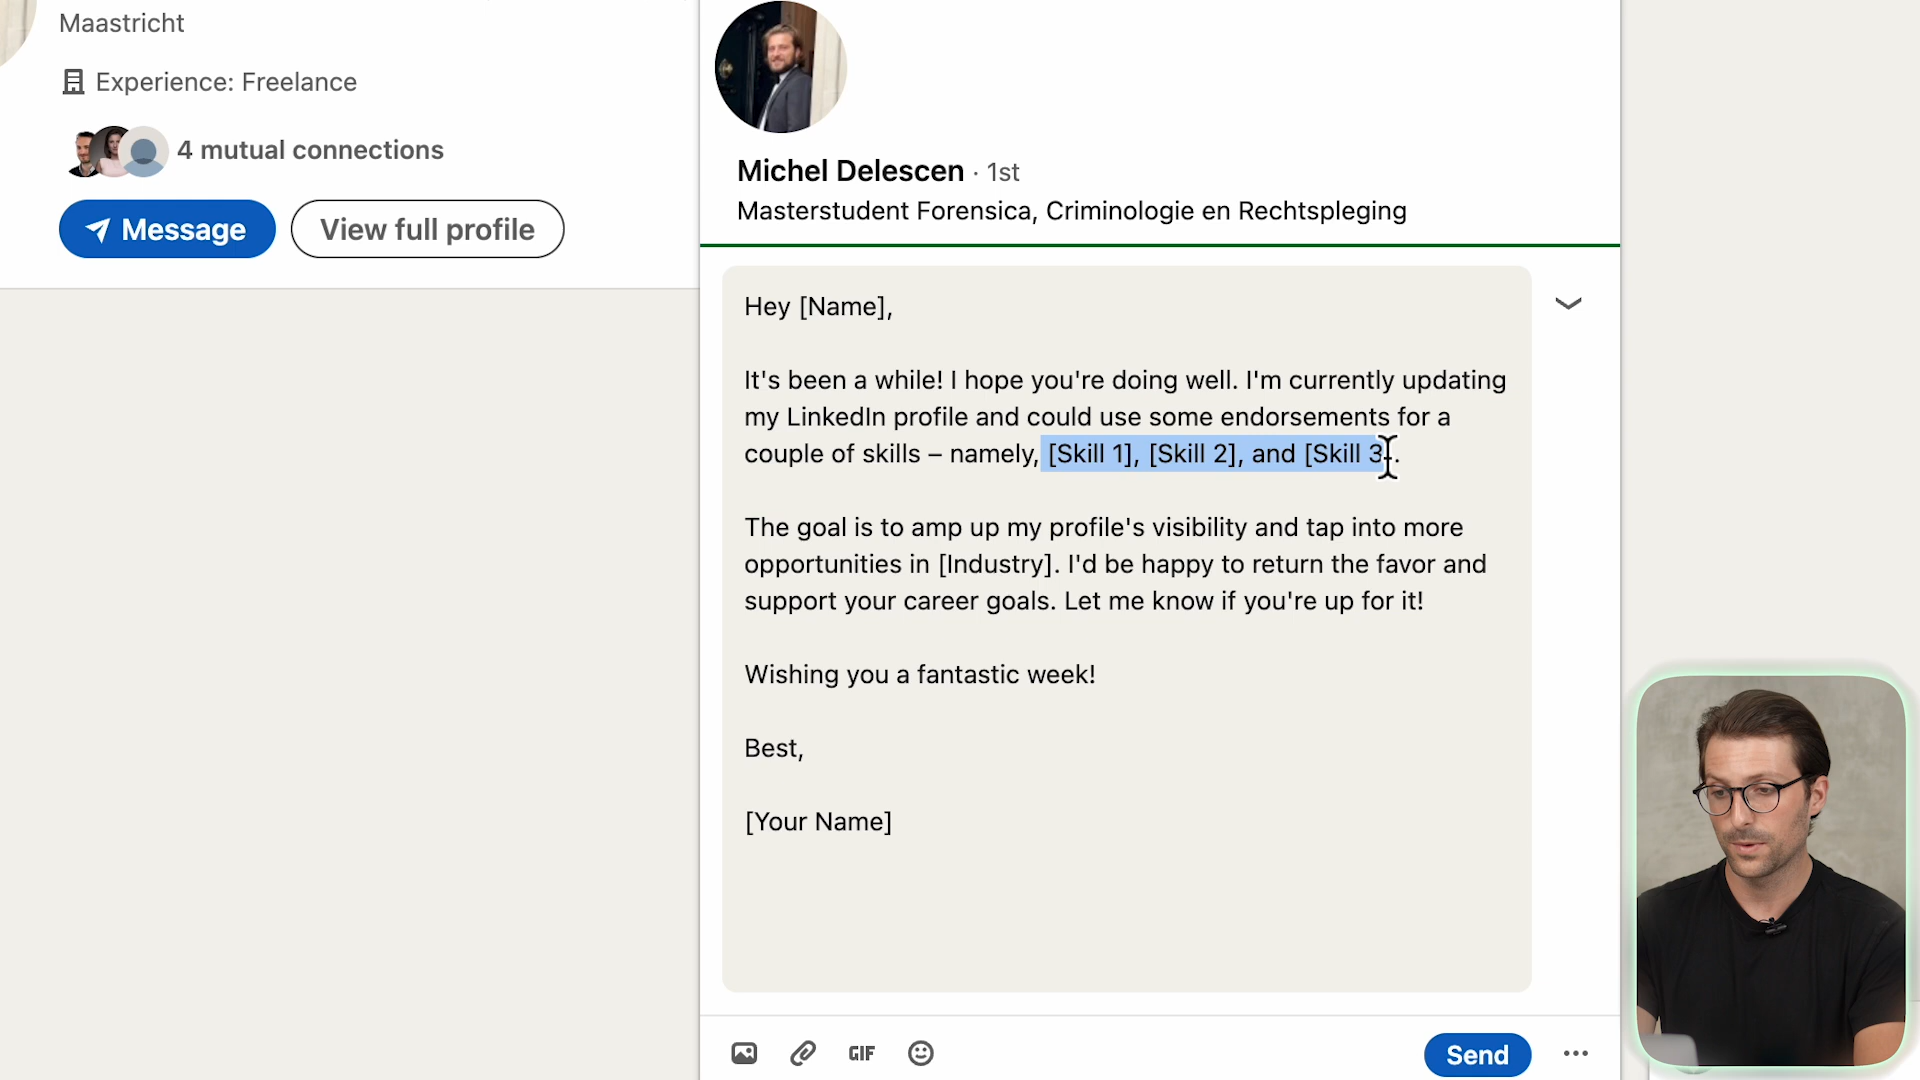 Maastricht
Experience: Freelance
4 mutual connections
Message
View full profile
Michel Delescen · 1st
Masterstudent Forensica, Criminologie en Rechtspleging
Hey [Name],
It's been a while! I hope you're doing well. I'm currently updating
my LinkedIn profile and could use some endorsements for a
couple of skills – namely, [Skill 1], [Skill 2], and [Skill 3].
The goal is to amp up my profile's visibility and tap into more
opportunities in [Industry]. I'd be happy to return the favor and
support your career goals. Let me know if you're up for it!
Wishing you a fantastic week!
Best,
[Your Name]
GIF
Send